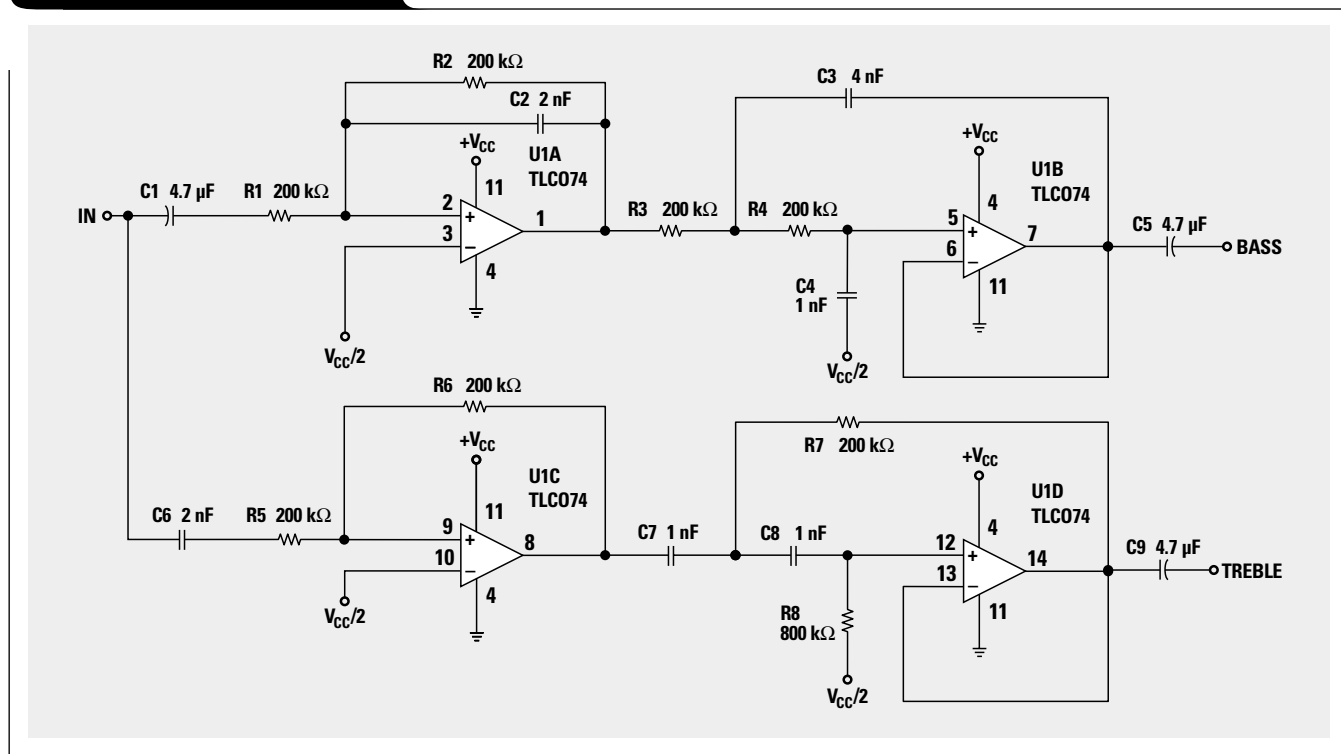 R2 200 kΩ
C2 2 nF
+VCC
U1A
TLC074
11
C1 4.7 µF
R1 200 kΩ
IN
2
+
3
−
1
4
VCC/2
R3 200 kΩ
R4 200 kΩ
C3 4 nF
+VCC
U1B
TLC074
4
5
+
6
−
7
11
C4
1 nF
VCC/2
C5 4.7 µF
BASS
R6 200 kΩ
+VCC
U1C
TLC074
11
C6 2 nF
R5 200 kΩ
9
+
10
−
8
4
VCC/2
C7 1 nF
C8 1 nF
R7 200 kΩ
+VCC
U1D
TLC074
4
12
+
13
−
14
11
R8
800 kΩ
VCC/2
C9 4.7 µF
TREBLE